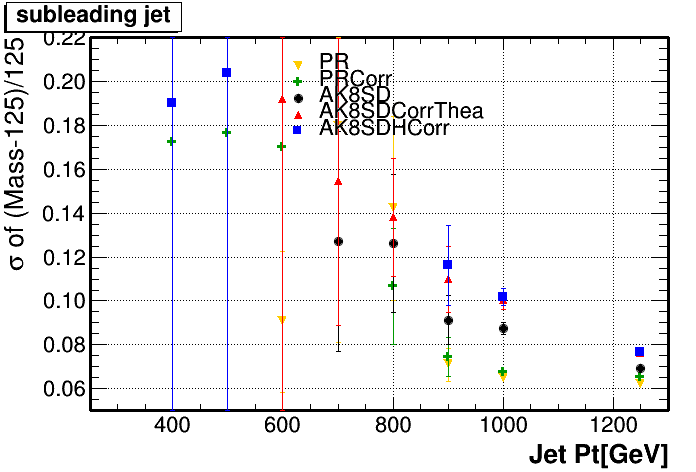 subleading jet
σ of (Mass-125)/125
0.22
0.20
0.18
0.16
0.14
0.12
0.10
0.08
0.06
PR
PRCorr
AK8SD
AK8SDCorrThea
AK8SDHCorr
400 600 800 1000 1200
Jet Pt[GeV]